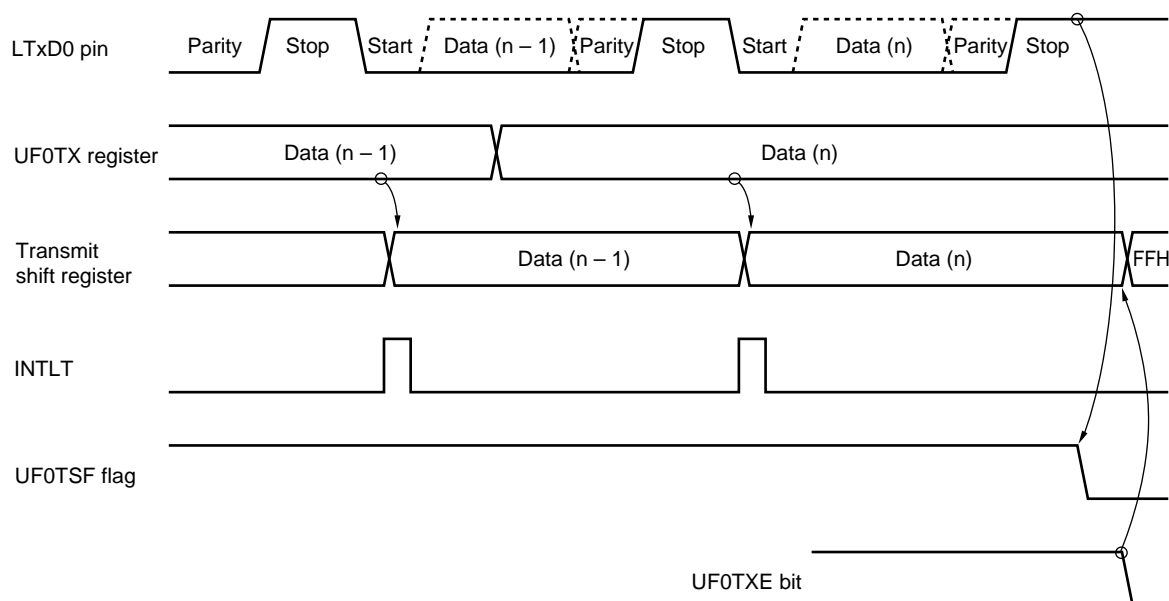 LTxD0 pin
Parity
Stop
Start
Data (n – 1)
Parity
Stop
Start
Data (n)
Parity
Stop
UF0TX register
Data (n – 1)
Data (n)
Transmit
shift register
Data (n – 1)
Data (n)
FFH
INTLT
UF0TSF flag
UF0TXE bit